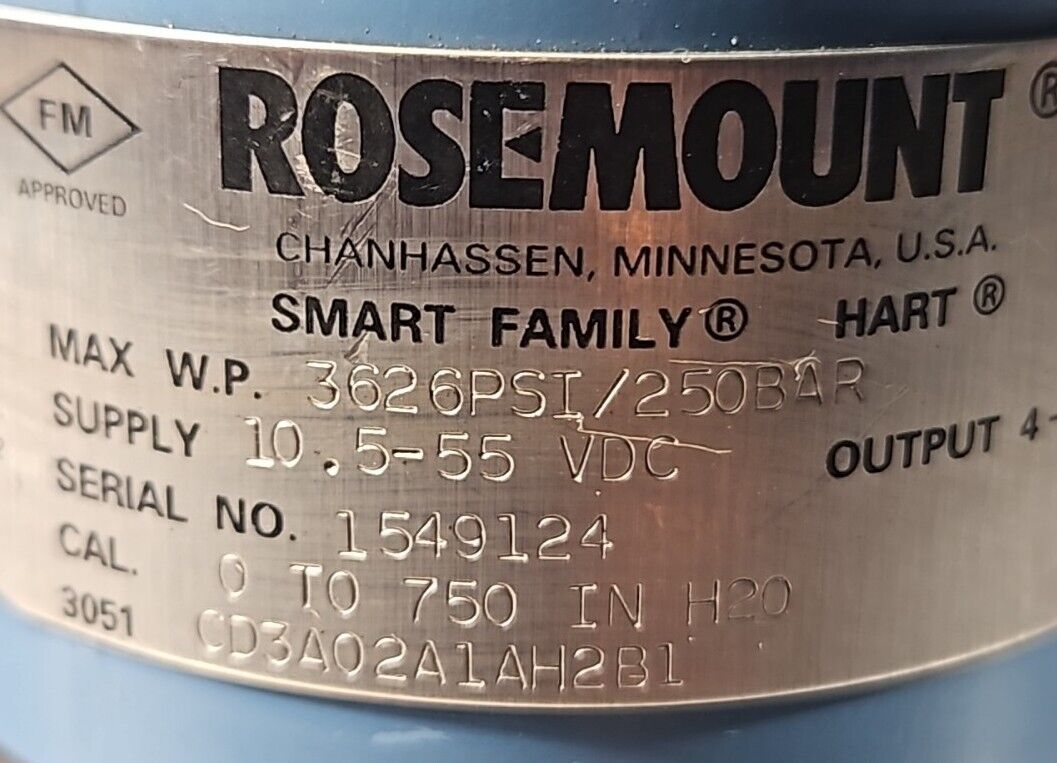 FM
APPROVED
ROSEMOUNT®
CHANHASSEN, MINNESOTA, U.S.A.
SMART FAMILY® HART®
MAX W.P. 3626PSI/250BAR
SUPPLY 10.5-55 VDC OUTPUT 4-
SERIAL NO. 1549124
CAL. 0 TO 750 IN H20
3051 CD3A02A1AH2B1